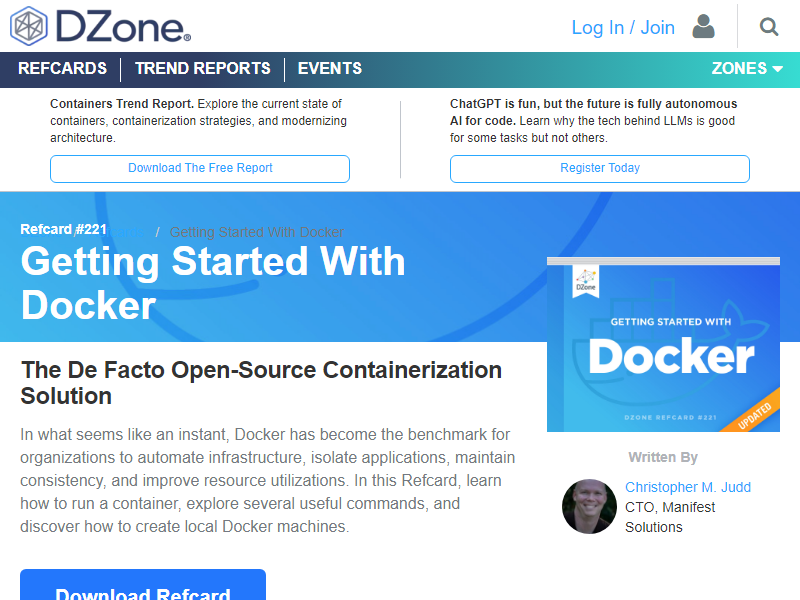 DZone®
Log In / Join
REFCARDS
TREND REPORTS
EVENTS
ZONES
Containers Trend Report. Explore the current state of
containers, containerization strategies, and modernizing
architecture.
Download The Free Report
ChatGPT is fun, but the future is fully autonomous
AI for code. Learn why the tech behind LLMs is good
for some tasks but not others.
Register Today
Refcard #221
/ Getting Started With Docker
Getting Started With
Docker
DZone
GETTING STARTED WITH
Docker
DZONE REFCARD #221
UPDATED
The De Facto Open-Source Containerization
Solution
In what seems like an instant, Docker has become the benchmark for
organizations to automate infrastructure, isolate applications, maintain
consistency, and improve resource utilizations. In this Refcard, learn
how to run a container, explore several useful commands, and
discover how to create local Docker machines.
Written By
Christopher M. Judd
CTO, Manifest
Solutions
Download Refcard